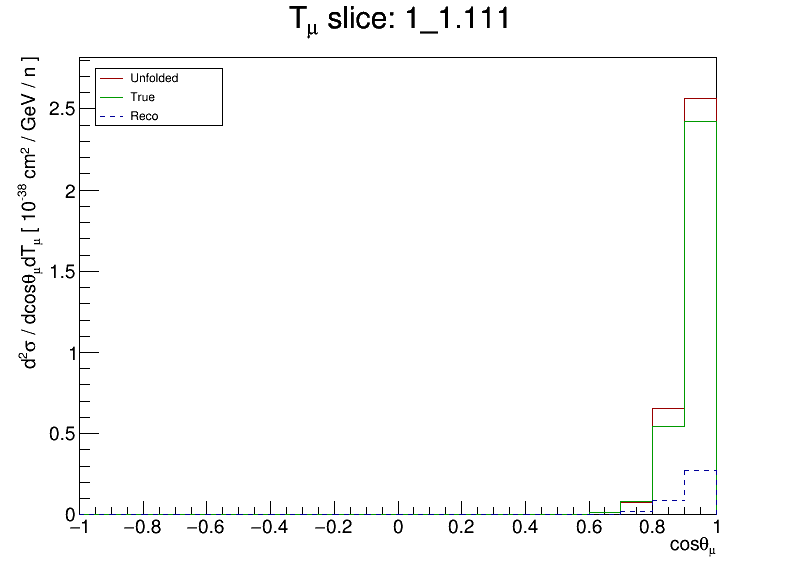 Tμ slice: 1_1.111
Unfolded
True
Reco
d²σ / dcosθμdTμ [ 10⁻³⁸ cm² / GeV / n ]
2.5
2
1.5
1
0.5
0
−1 −0.8 −0.6 −0.4 −0.2 0 0.2 0.4 0.6 0.8 1
cosθμ